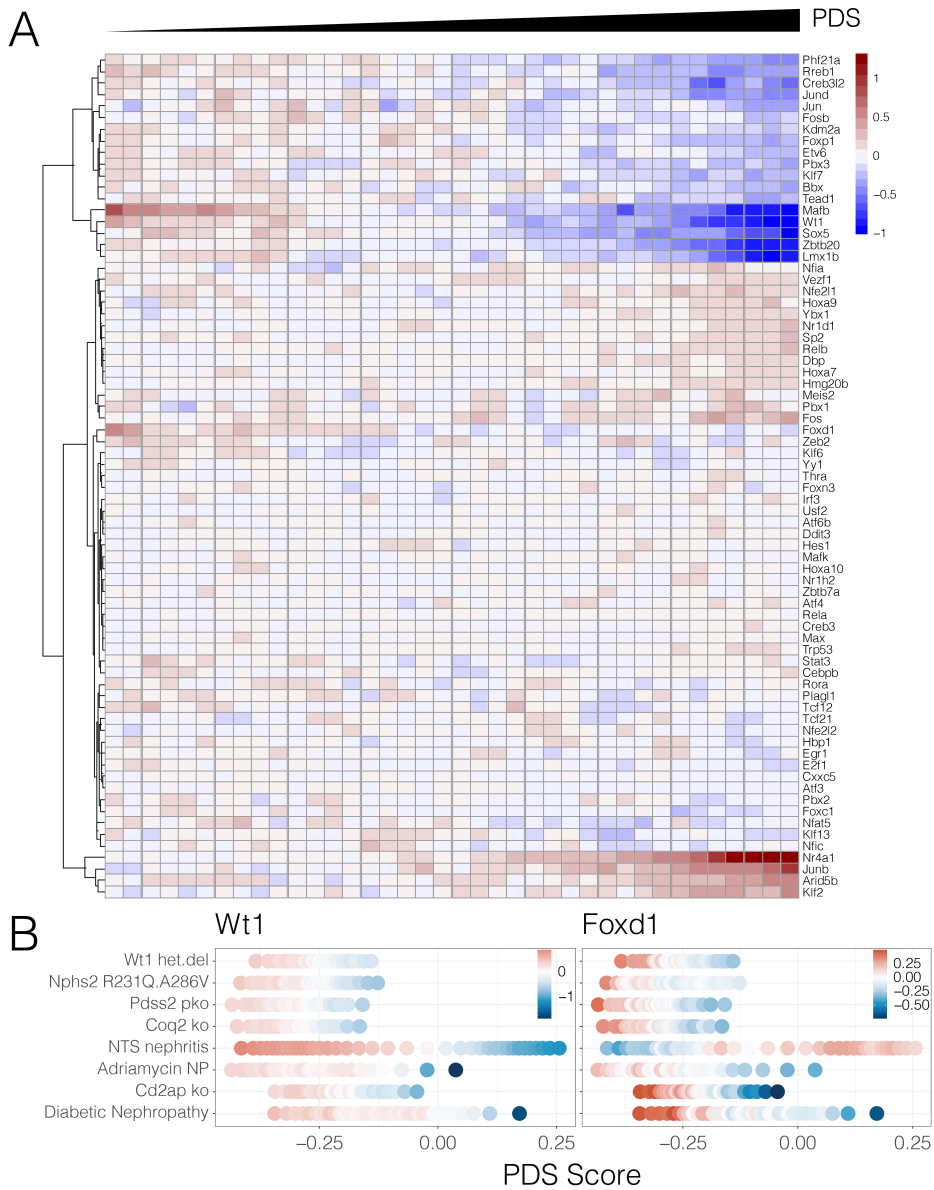 A
PDS
Phf21a
Rreb1
Creb3l2
Jund
Jun
Fosb
Kdm2a
Foxp1
Etv6
Pbx3
Klf7
Bbx
Tead1
Mafb
Wt1
Sox5
Zbtb20
Lmx1b
Nfia
Vezf1
Nfe2l1
Hoxa9
Ybx1
Nr1d1
Sp2
Relb
Dbp
Hoxa7
Hmg20b
Meis2
Pbx1
Fos
Foxd1
Zeb2
Klf6
Yy1
Thra
Foxn3
Irf3
Usf2
Atf6b
Ddit3
Hes1
Mafk
Hoxa10
Nr1h2
Zbtb7a
Atf4
Rela
Creb3
Max
Trp53
Stat3
Cebpb
Rora
Plagl1
Tcf12
Tcf21
Nfe2l2
Hbp1
Egr1
E2f1
Cxxc5
Atf3
Pbx2
Foxc1
Nfat5
Klf13
Nfic
Nr4a1
Junb
Arid5b
Klf2
1
0.5
0
−0.5
−1
B
Wt1
Foxd1
Wt1 het.del
Nphs2 R231Q.A286V
Pdss2 pko
Coq2 ko
NTS nephritis
Adriamycin NP
Cd2ap ko
Diabetic Nephropathy
0
−1
0.25
0.00
−0.25
−0.50
−0.25
0.00
0.25
−0.25
0.00
0.25
PDS Score